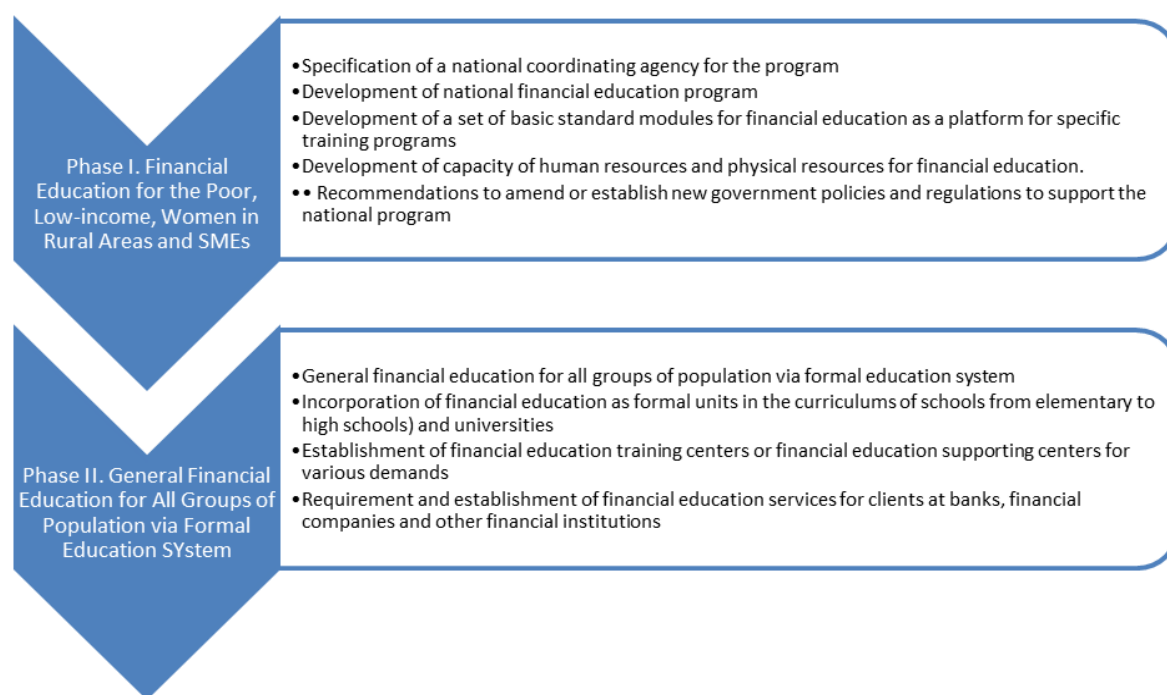 Phase I. Financial
Education for the Poor,
Low-income, Women in
Rural Areas and SMEs
•Specification of a national coordinating agency for the program
•Development of national financial education program
•Development of a set of basic standard modules for financial education as a platform for specific
training programs
•Development of capacity of human resources and physical resources for financial education.
•• Recommendations to amend or establish new government policies and regulations to support the
national program
Phase II. General Financial
Education for All Groups of
Population via Formal
Education SYstem
•General financial education for all groups of population via formal education system
•Incorporation of financial education as formal units in the curriculums of schools from elementary to
high schools) and universities
•Establishment of financial education training centers or financial education supporting centers for
various demands
•Requirement and establishment of financial education services for clients at banks, financial
companies and other financial institutions